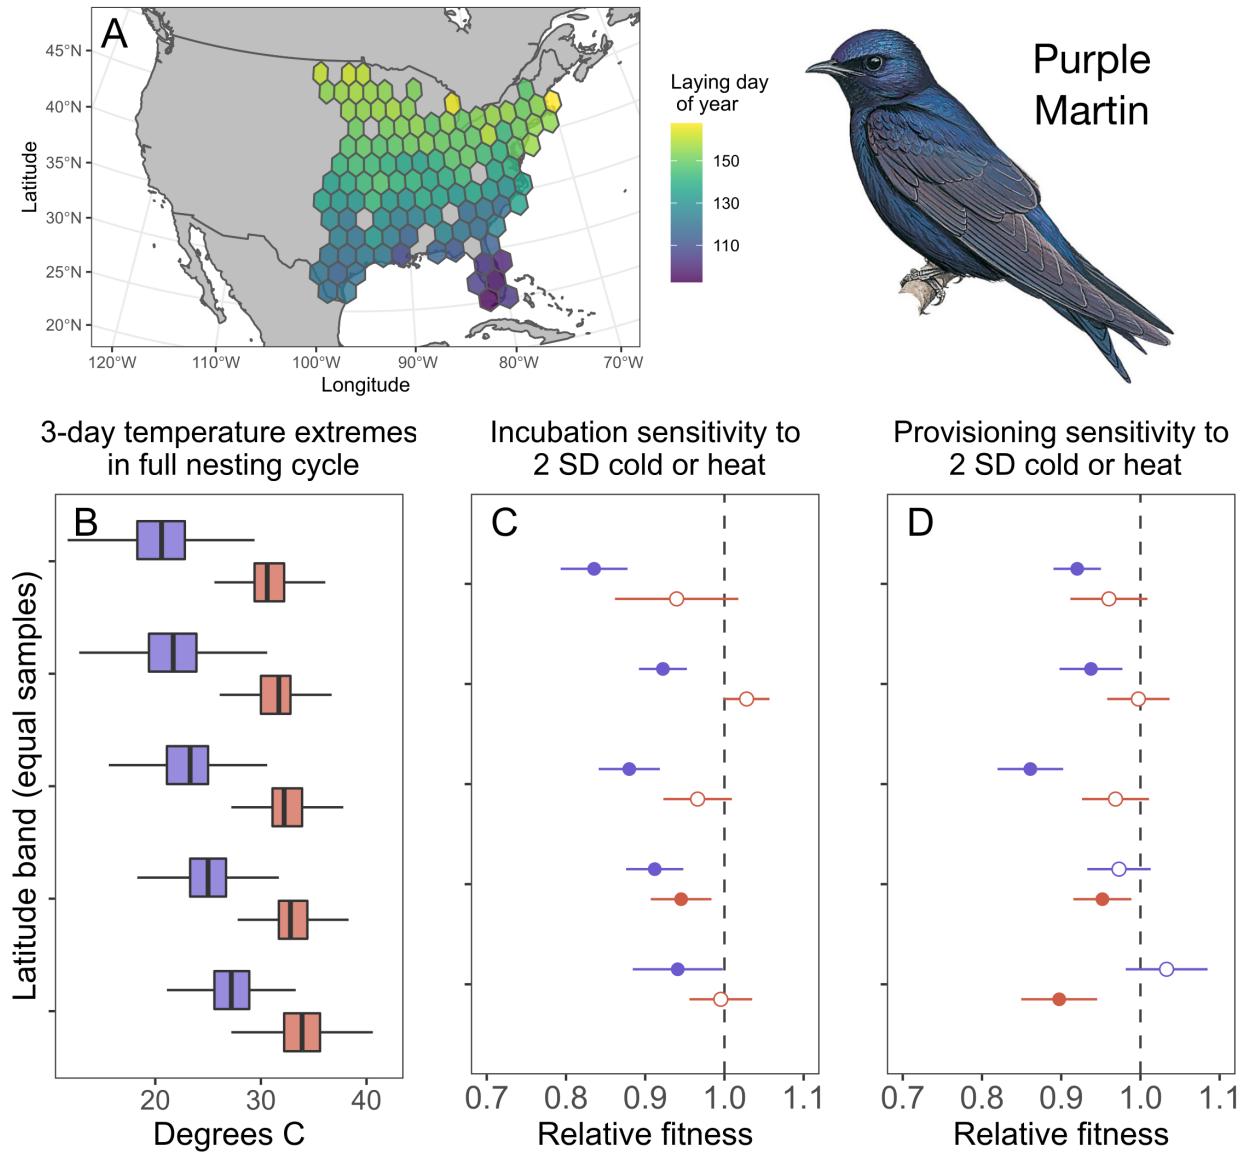 A
45°N
40°N
35°N
30°N
25°N
20°N
Latitude
120°W
110°W
100°W
90°W
80°W
70°W
Longitude
Laying day
of year
150
130
110
Purple
Martin
3-day temperature extremes
in full nesting cycle
B
Latitude band (equal samples)
20
30
40
Degrees C
Incubation sensitivity to
2 SD cold or heat
C
0.7
0.8
0.9
1.0
1.1
Relative fitness
Provisioning sensitivity to
2 SD cold or heat
D
0.7
0.8
0.9
1.0
1.1
Relative fitness